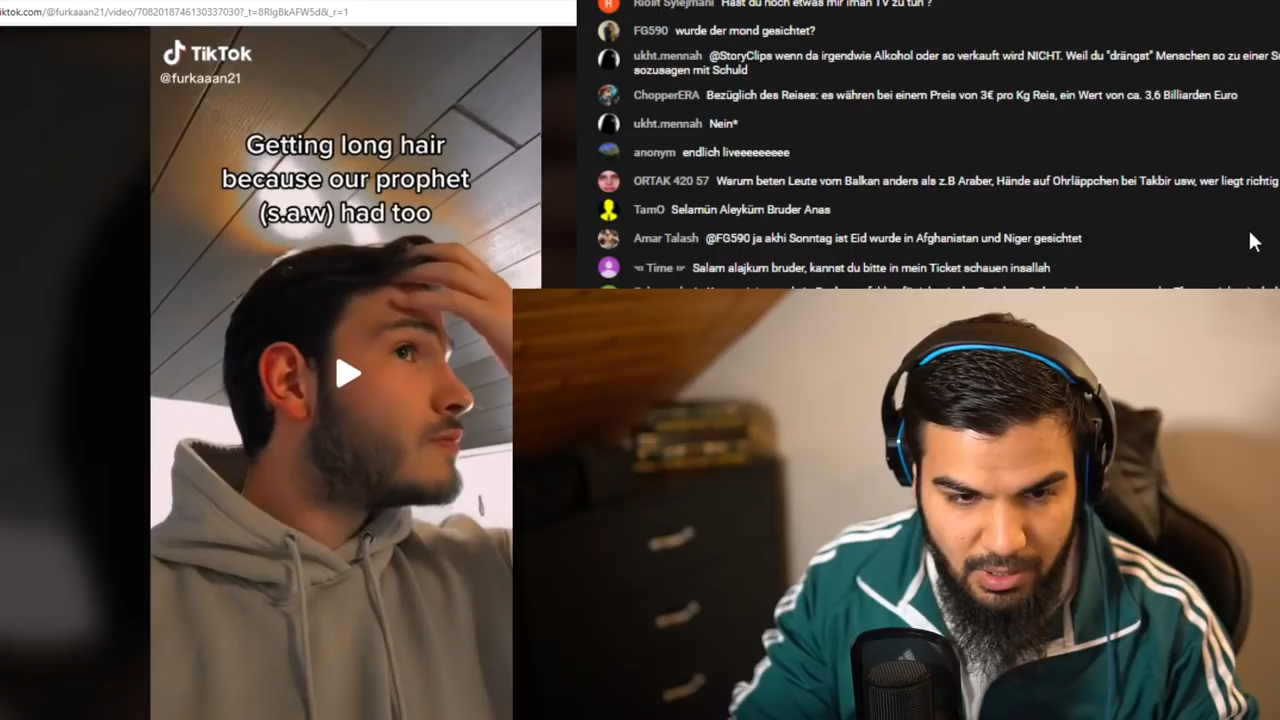 iktok.com/@furkaaan21/video/7082018746130337030?_t=8RlgBkAFW5d&_r=1
TikTok
@furkaaan21
Getting long hair
because our prophet
(s.a.w) had too
Riolit Sylejmani Hast du noch etwas mir Iman TV zu tun ?
FG590 wurde der mond gesichtet?
ukht.mennah @StoryClips wenn da irgendwie Alkohol oder so verkauft wird NICHT. Weil du "drängst" Menschen so zu einer
sozusagen mit Schuld
ChopperERA Bezüglich des Reises: es währen bei einem Preis von 3€ pro Kg Reis, ein Wert von ca. 3,6 Billiarden Euro
ukht.mennah Nein*
anonym endlich liveeeeeeeee
ORTAK 420 57 Warum beten Leute vom Balkan anders als z.B Araber, Hände auf Ohrläppchen bei Takbir usw, wer liegt richtig
TamO Selamün Aleyküm Bruder Anas
Amar Talash @FG590 ja akhi Sonntag ist Eid wurde in Afghanistan und Niger gesichtet
Time Salam alajkum bruder, kannst du bitte in mein Ticket schauen insallah